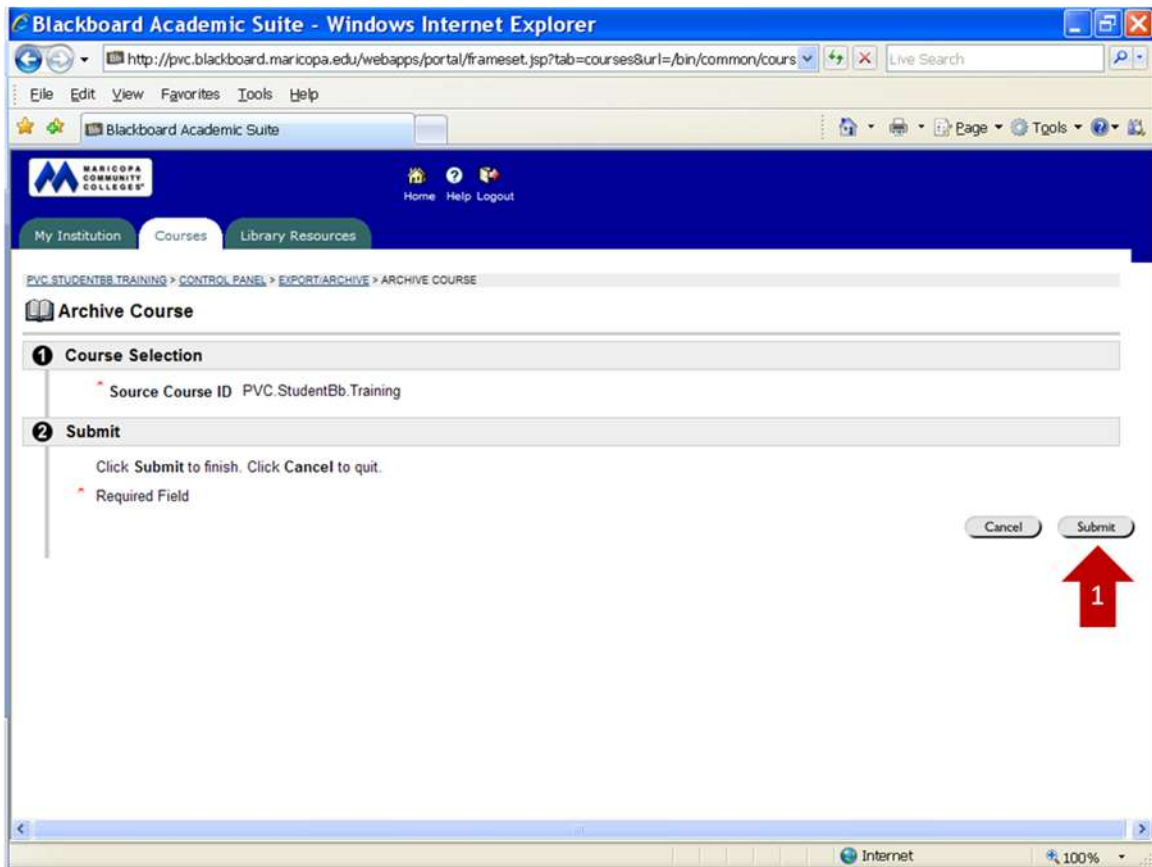 Blackboard Academic Suite - Windows Internet Explorer
http://pvc.blackboard.maricopa.edu/webapps/portal/frameset.jsp?tab=courses&url=/bin/common/cours
Live Search
File Edit View Favorites Tools Help
Blackboard Academic Suite
Page Tools
MARICOPA
COMMUNITY
COLLEGES
Home Help Logout
My Institution Courses Library Resources
PVC.STUDENTBB.TRAINING > CONTROL PANEL > EXPORT/ARCHIVE > ARCHIVE COURSE
Archive Course
1 Course Selection
* Source Course ID PVC.StudentBb.Training
2 Submit
Click Submit to finish. Click Cancel to quit.
* Required Field
Cancel Submit
1
Internet 100%